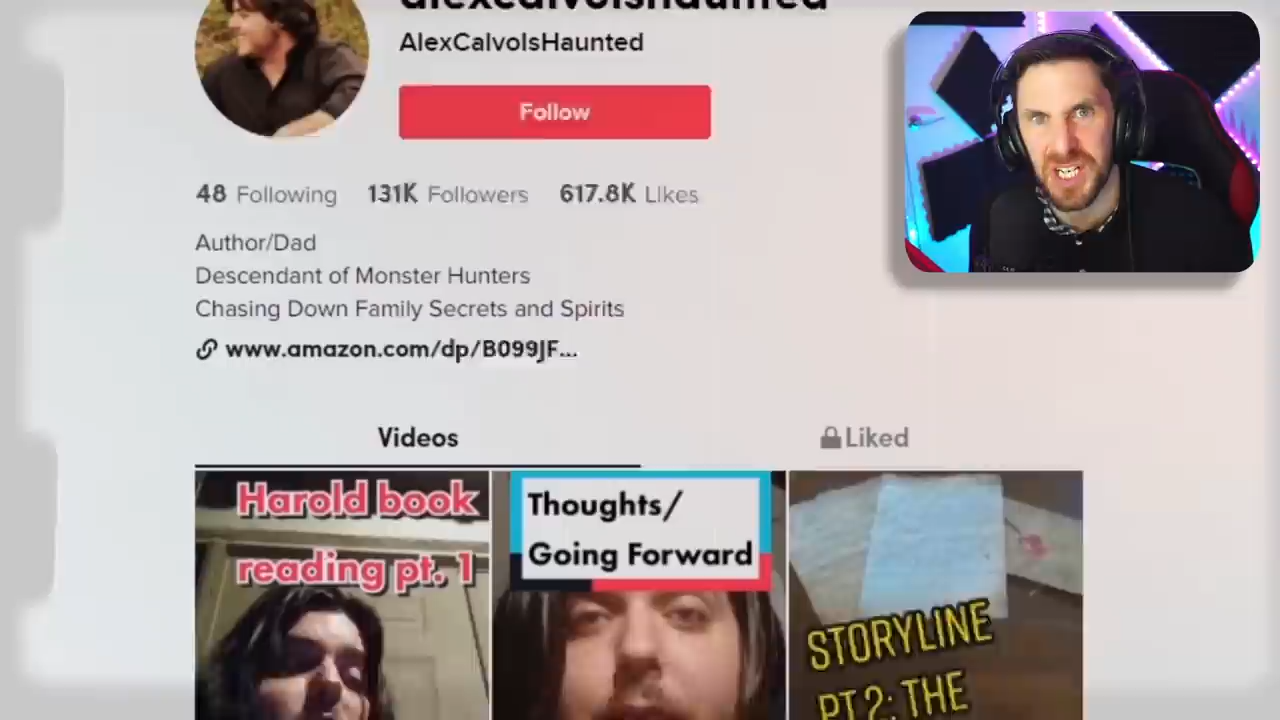 alexcalvoishaunted
AlexCalvoIsHaunted
Follow
48 Following 131K Followers 617.8K Likes
Author/Dad
Descendant of Monster Hunters
Chasing Down Family Secrets and Spirits
www.amazon.com/dp/B099JF...
Videos
Liked
Harold book
reading pt. 1
Thoughts/
Going Forward
STORYLINE
PT 2: THE